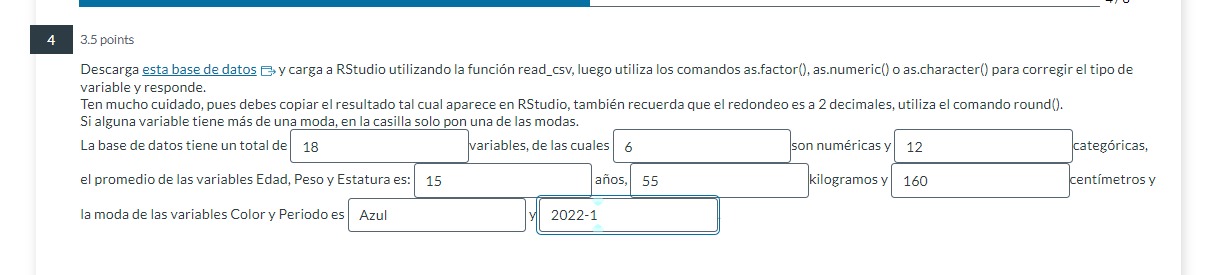 4
3.5 points
Descarga esta base de datos y carga a RStudio utilizando la función read_csv, luego utiliza los comandos as.factor(), as.numeric() o as.character() para corregir el tipo de
variable y responde.
Ten mucho cuidado, pues debes copiar el resultado tal cual aparece en RStudio, también recuerda que el redondeo es a 2 decimales, utiliza el comando round().
Si alguna variable tiene más de una moda, en la casilla solo pon una de las modas.
La base de datos tiene un total de 18 variables, de las cuales 6 son numéricas y 12 categóricas,
el promedio de las variables Edad, Peso y Estatura es: 15 años, 55 kilogramos y 160 centímetros y
la moda de las variables Color y Periodo es Azul y 2022-1